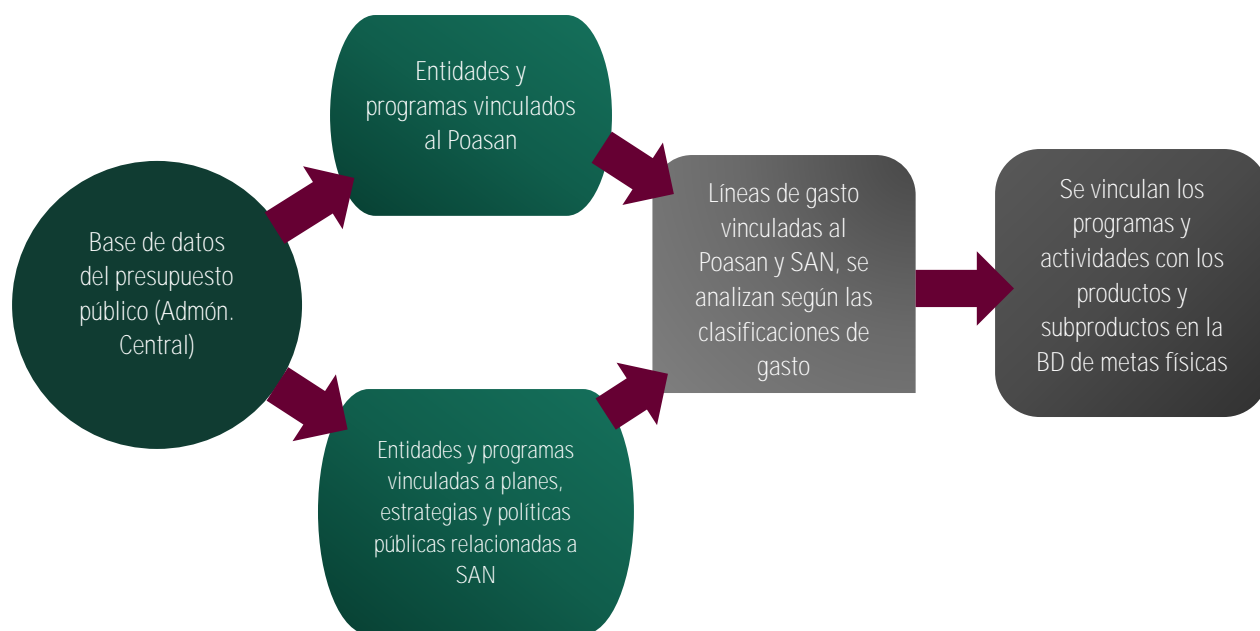 Base de datos
del presupuesto
público (Admón.
Central)
Entidades y
programas vinculados
al Poasan
Entidades y programas
vinculadas a planes,
estrategias y políticas
públicas relacionadas a
SAN
Líneas de gasto
vinculadas al
Poasan y SAN, se
analizan según las
clasificaciones de
gasto
Se vinculan los
programas y
actividades con los
productos y
subproductos en la
BD de metas físicas